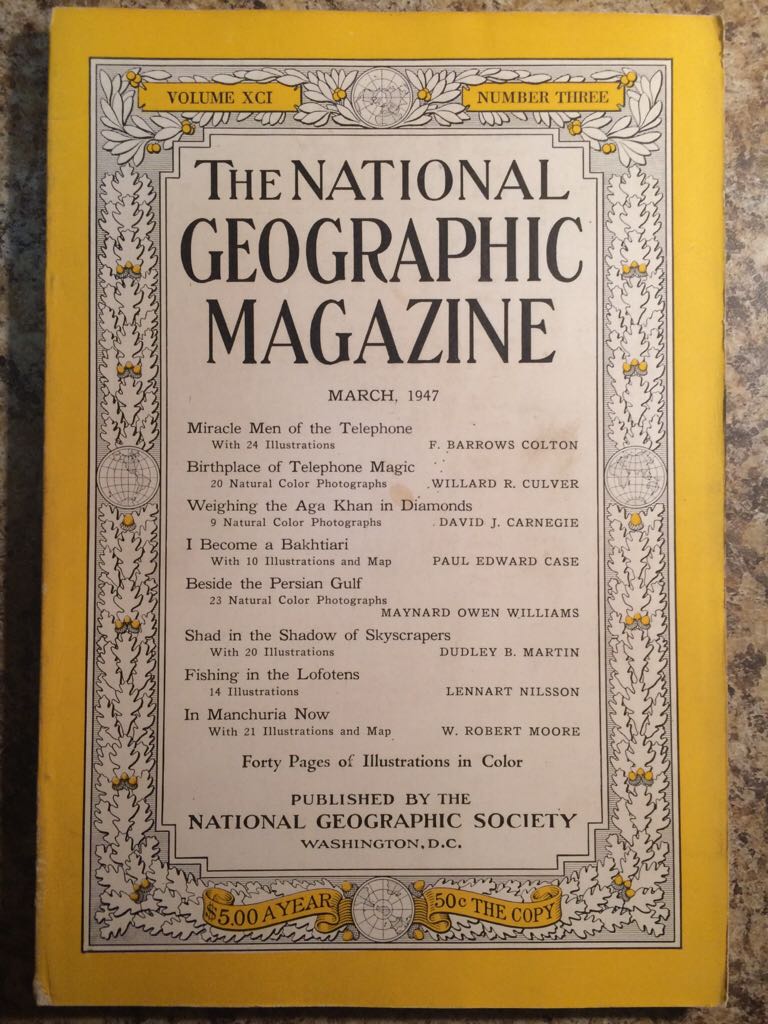 VOLUME XCI
NUMBER THREE
THE NATIONAL
GEOGRAPHIC
MAGAZINE
MARCH, 1947
Miracle Men of the Telephone
With 24 Illustrations F. BARROWS COLTON
Birthplace of Telephone Magic
20 Natural Color Photographs WILLARD R. CULVER
Weighing the Aga Khan in Diamonds
9 Natural Color Photographs DAVID J. CARNEGIE
I Become a Bakhtiari
With 10 Illustrations and Map PAUL EDWARD CASE
Beside the Persian Gulf
23 Natural Color Photographs
MAYNARD OWEN WILLIAMS
Shad in the Shadow of Skyscrapers
With 20 Illustrations DUDLEY B. MARTIN
Fishing in the Lofotens
14 Illustrations LENNART NILSSON
In Manchuria Now
With 21 Illustrations and Map W. ROBERT MOORE
Forty Pages of Illustrations in Color
PUBLISHED BY THE
NATIONAL GEOGRAPHIC SOCIETY
WASHINGTON, D.C.
$5.00 A YEAR
50c THE COPY